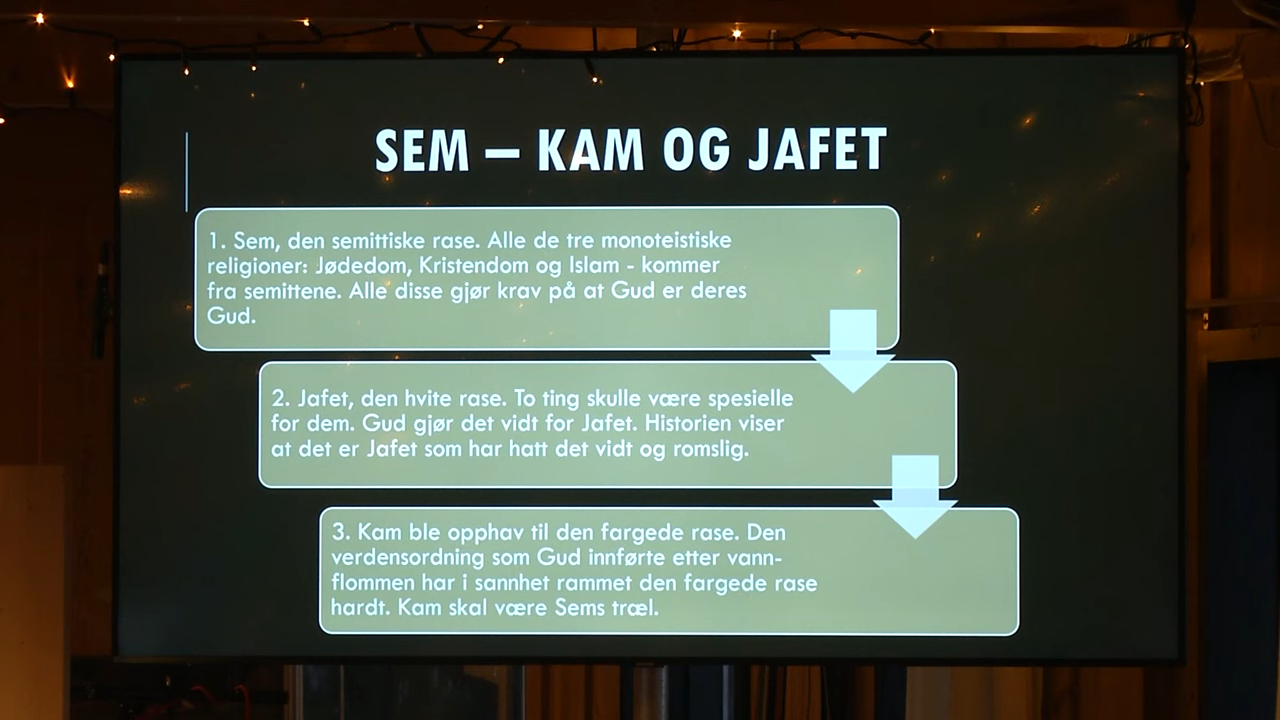 SEM – KAM OG JAFET
1. Sem, den semittiske rase. Alle de tre monoteistiske
religioner: Jødedom, Kristendom og Islam - kommer
fra semittene. Alle disse gjør krav på at Gud er deres
Gud.
2. Jafet, den hvite rase. To ting skulle være spesielle
for dem. Gud gjør det vidt for Jafet. Historien viser
at det er Jafet som har hatt det vidt og romslig.
3. Kam ble opphav til den fargede rase. Den
verdensordning som Gud innførte etter vann-
flommen har i sannhet rammet den fargede rase
hardt. Kam skal være Sems træl.